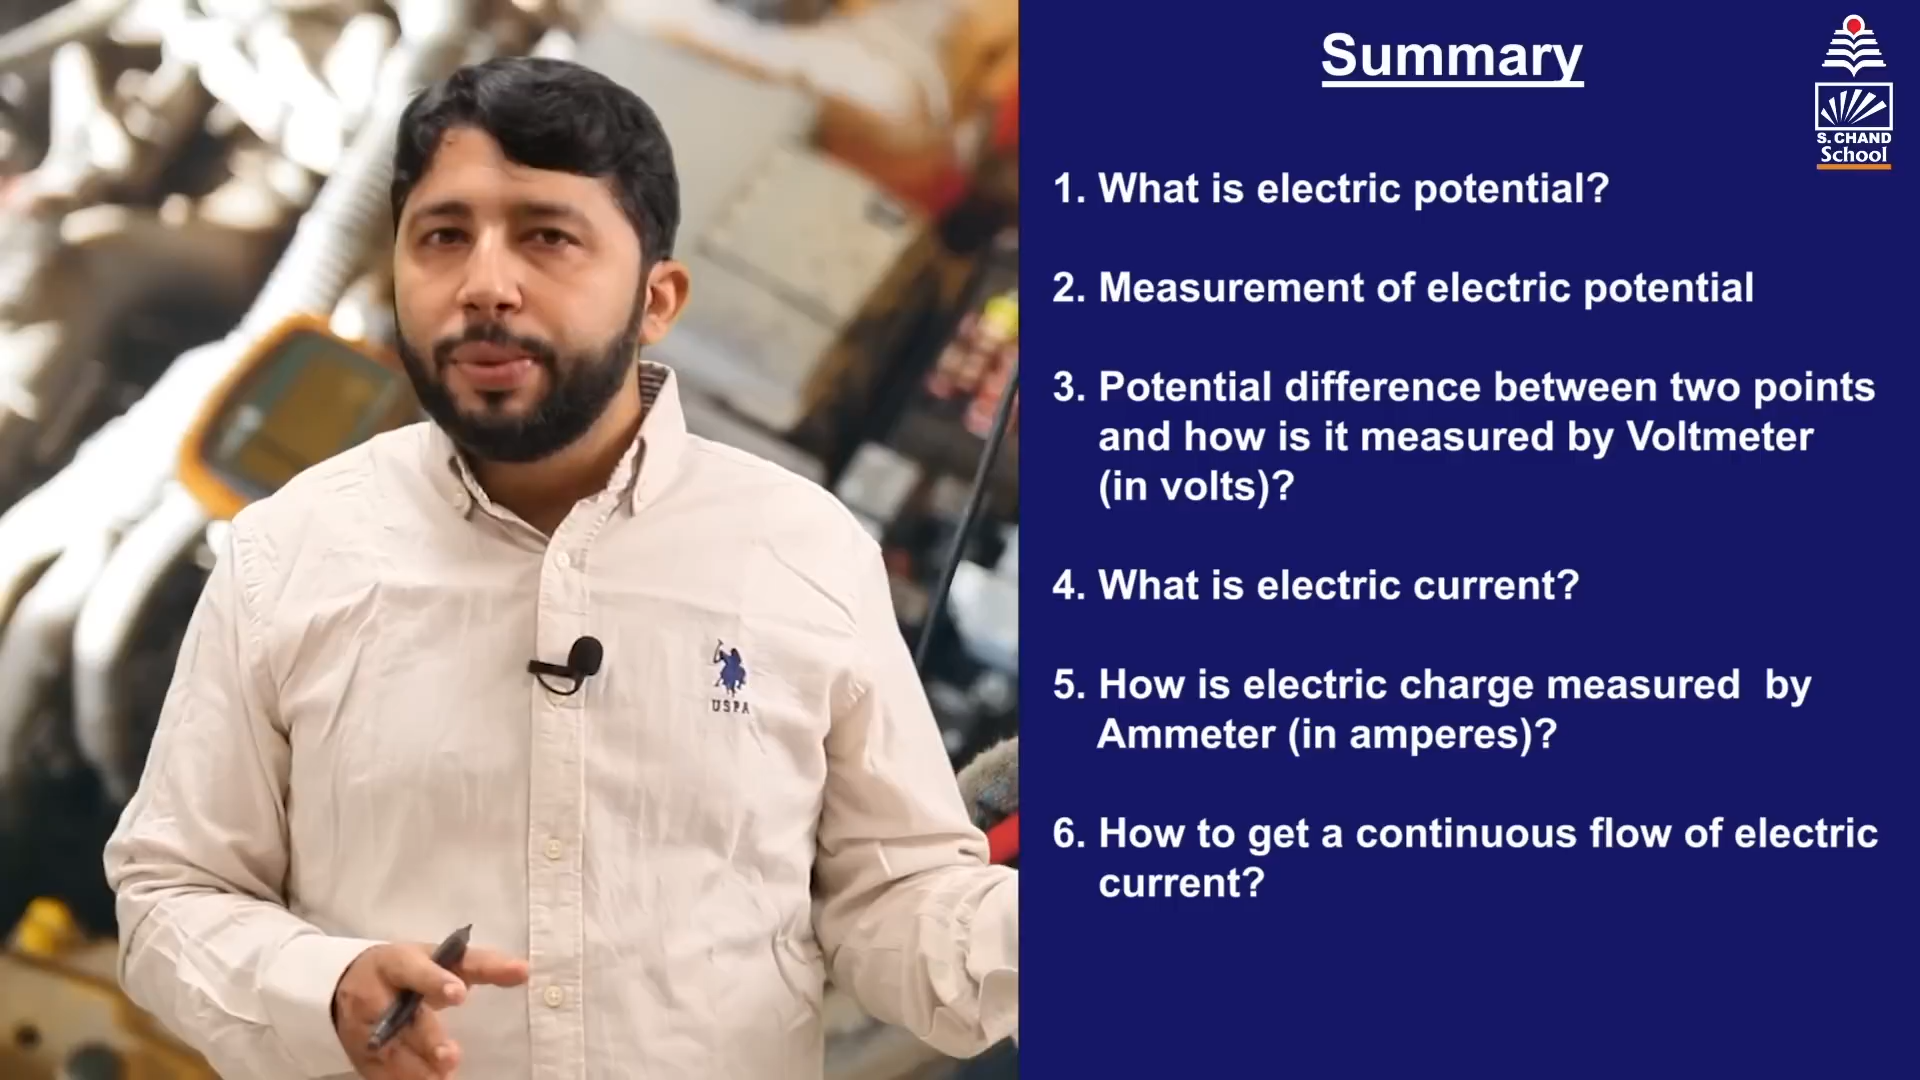 Summary
S. CHAND
School
1. What is electric potential?
2. Measurement of electric potential
3. Potential difference between two points
and how is it measured by Voltmeter
(in volts)?
4. What is electric current?
5. How is electric charge measured  by
Ammeter (in amperes)?
6. How to get a continuous flow of electric
current?
USPA